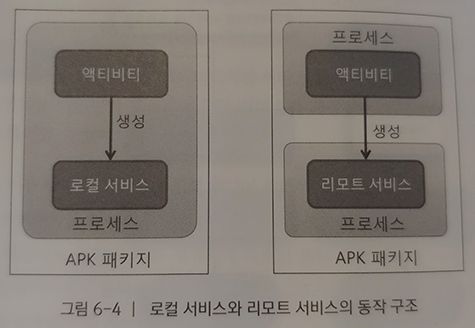 액티비티
생성
로컬 서비스
프로세스
APK 패키지
프로세스
액티비티
생성
리모트 서비스
프로세스
APK 패키지
그림 6-4 | 로컬 서비스와 리모트 서비스의 동작 구조